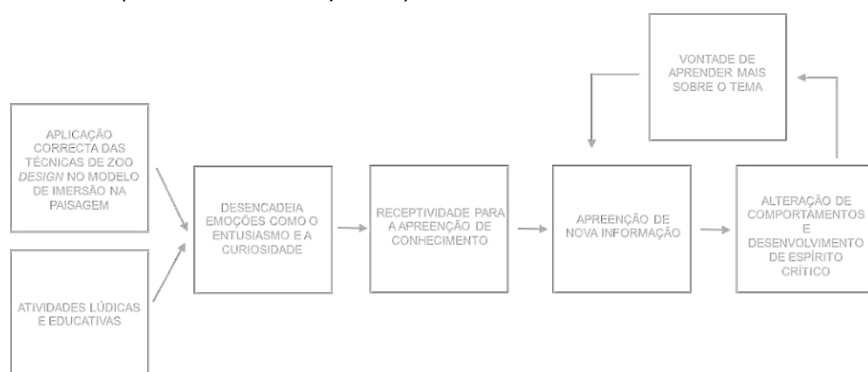 VONTADE DE
APRENDER MAIS
SOBRE O TEMA
APLICAÇÃO
CORRECTA DAS
TÉCNICAS DE ZOO
DESIGN NO MODELO
DE IMERSÃO NA
PAISAGEM
DESENCADEIA
EMOÇÕES COMO O
ENTUSIASMO E A
CURIOSIDADE
RECEPTIVIDADE PARA
A APREENÇÃO DE
CONHECIMENTO
APREENÇÃO DE
NOVA INFORMAÇÃO
ALTERAÇÃO DE
COMPORTAMENTOS
E
DESENVOLVIMENTO
DE ESPÍRITO
CRÍTICO
ATIVIDADES LÚDICAS
E EDUCATIVAS